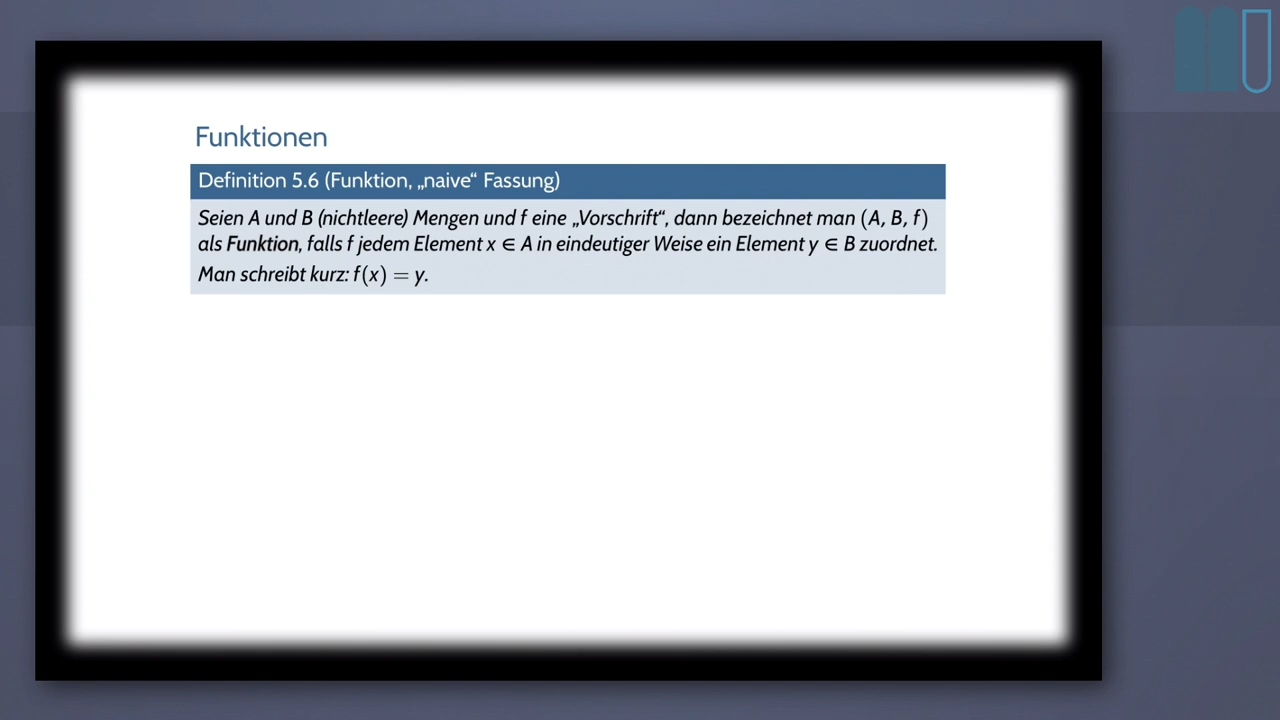 Funktionen
Definition 5.6 (Funktion, „naive“ Fassung)
Seien A und B (nichtleere) Mengen und f eine „Vorschrift“, dann bezeichnet man (A, B, f)
als Funktion, falls f jedem Element x ∈ A in eindeutiger Weise ein Element y ∈ B zuordnet.
Man schreibt kurz: f(x) = y.